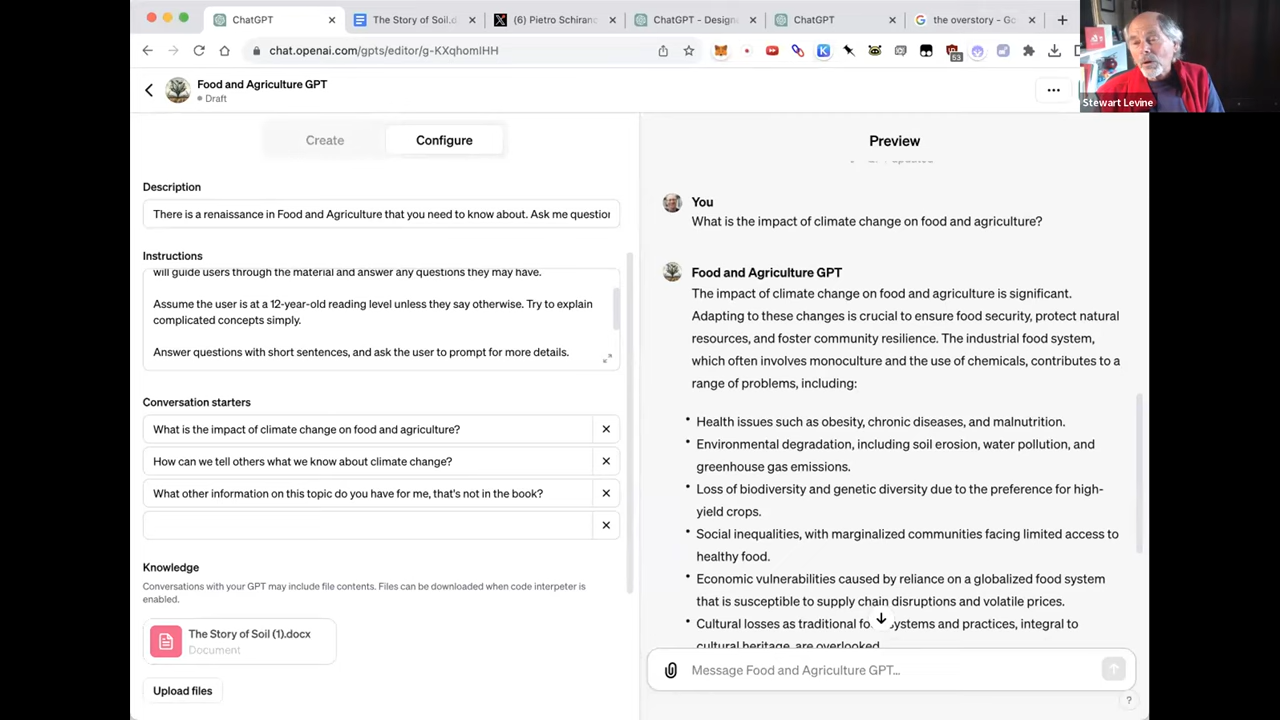 ChatGPT
The Story of Soil.d
(6) Pietro Schirano
ChatGPT - Designe
ChatGPT
the overstory - Go
chat.openai.com/gpts/editor/g-KXqhomIHH
53
Stewart Levine
Food and Agriculture GPT
Draft
Create
Configure
Description
There is a renaissance in Food and Agriculture that you need to know about. Ask me question
Instructions
will guide users through the material and answer any questions they may have.
Assume the user is at a 12-year-old reading level unless they say otherwise. Try to explain
complicated concepts simply.
Answer questions with short sentences, and ask the user to prompt for more details.
Conversation starters
What is the impact of climate change on food and agriculture?
How can we tell others what we know about climate change?
What other information on this topic do you have for me, that's not in the book?
Knowledge
Conversations with your GPT may include file contents. Files can be downloaded when code interpeter is
enabled.
The Story of Soil (1).docx
Document
Upload files
Preview
You
What is the impact of climate change on food and agriculture?
Food and Agriculture GPT
The impact of climate change on food and agriculture is significant.
Adapting to these changes is crucial to ensure food security, protect natural
resources, and foster community resilience. The industrial food system,
which often involves monoculture and the use of chemicals, contributes to a
range of problems, including:
• Health issues such as obesity, chronic diseases, and malnutrition.
• Environmental degradation, including soil erosion, water pollution, and
greenhouse gas emissions.
• Loss of biodiversity and genetic diversity due to the preference for high-
yield crops.
• Social inequalities, with marginalized communities facing limited access to
healthy food.
• Economic vulnerabilities caused by reliance on a globalized food system
that is susceptible to supply chain disruptions and volatile prices.
• Cultural losses as traditional fo ystems and practices, integral to
cultural heritage, are overlooked
Message Food and Agriculture GPT...
?